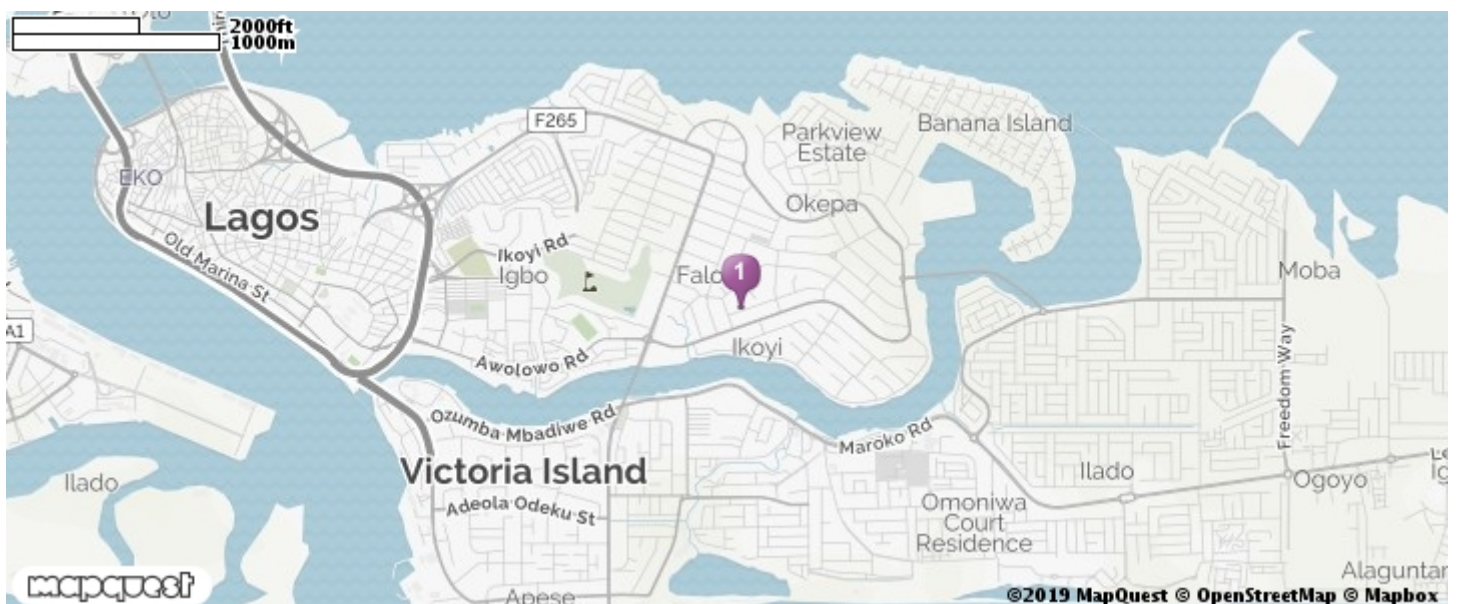 2000ft
1000m
F265
Parkview
Estate
Banana Island
EKO
Lagos
Okepa
Old Marina St
Ikoyi Rd
Igbo
1
Moba
A1
Awolowo Rd
Ikoyi
Freedom Way
Ozumba Mbadiwe Rd
Maroko Rd
Victoria Island
Ilado
Ilado
Ogoyo
Adeola Odeku St
Omoniwa
Court
Residence
Alaguntan
mapquest
Apese
©2019 MapQuest © OpenStreetMap © Mapbox